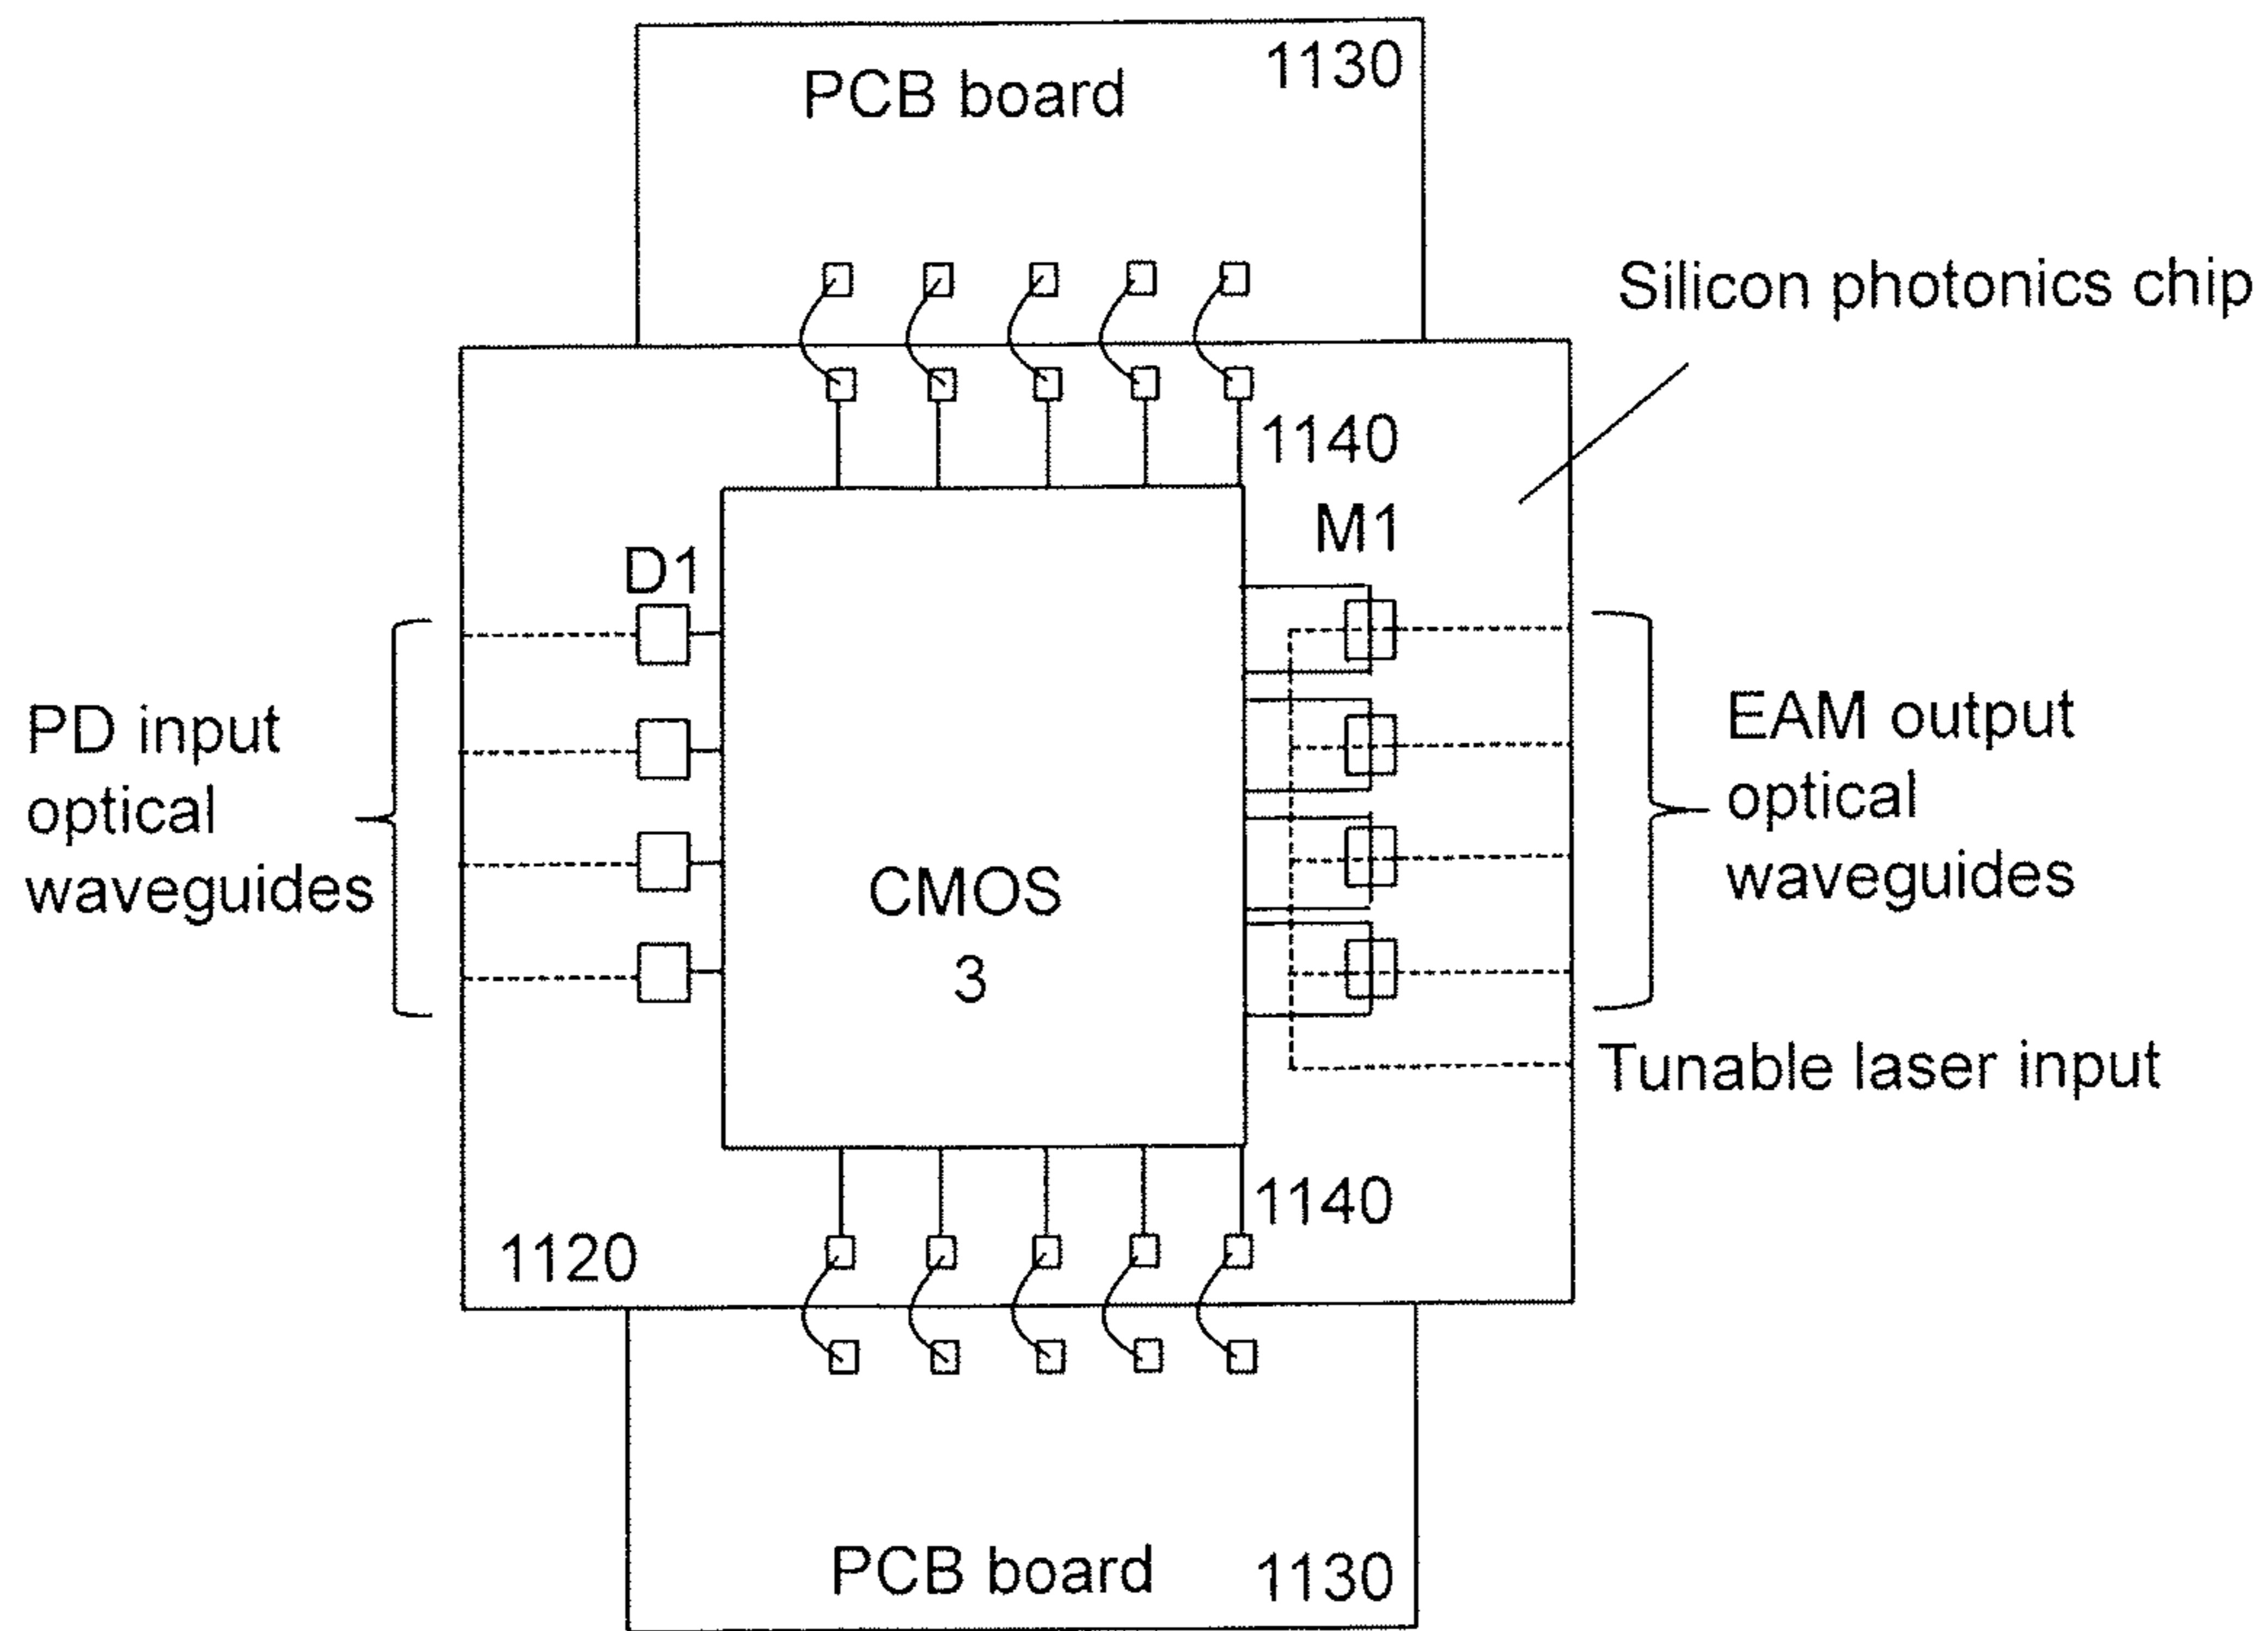 1130
PCB board
Silicon photonics chip
1140
M1
D1
PD input
optical
waveguides
EAM output
optical
waveguides
CMOS
3
Tunable laser input
1140
1120
PCB board
1130